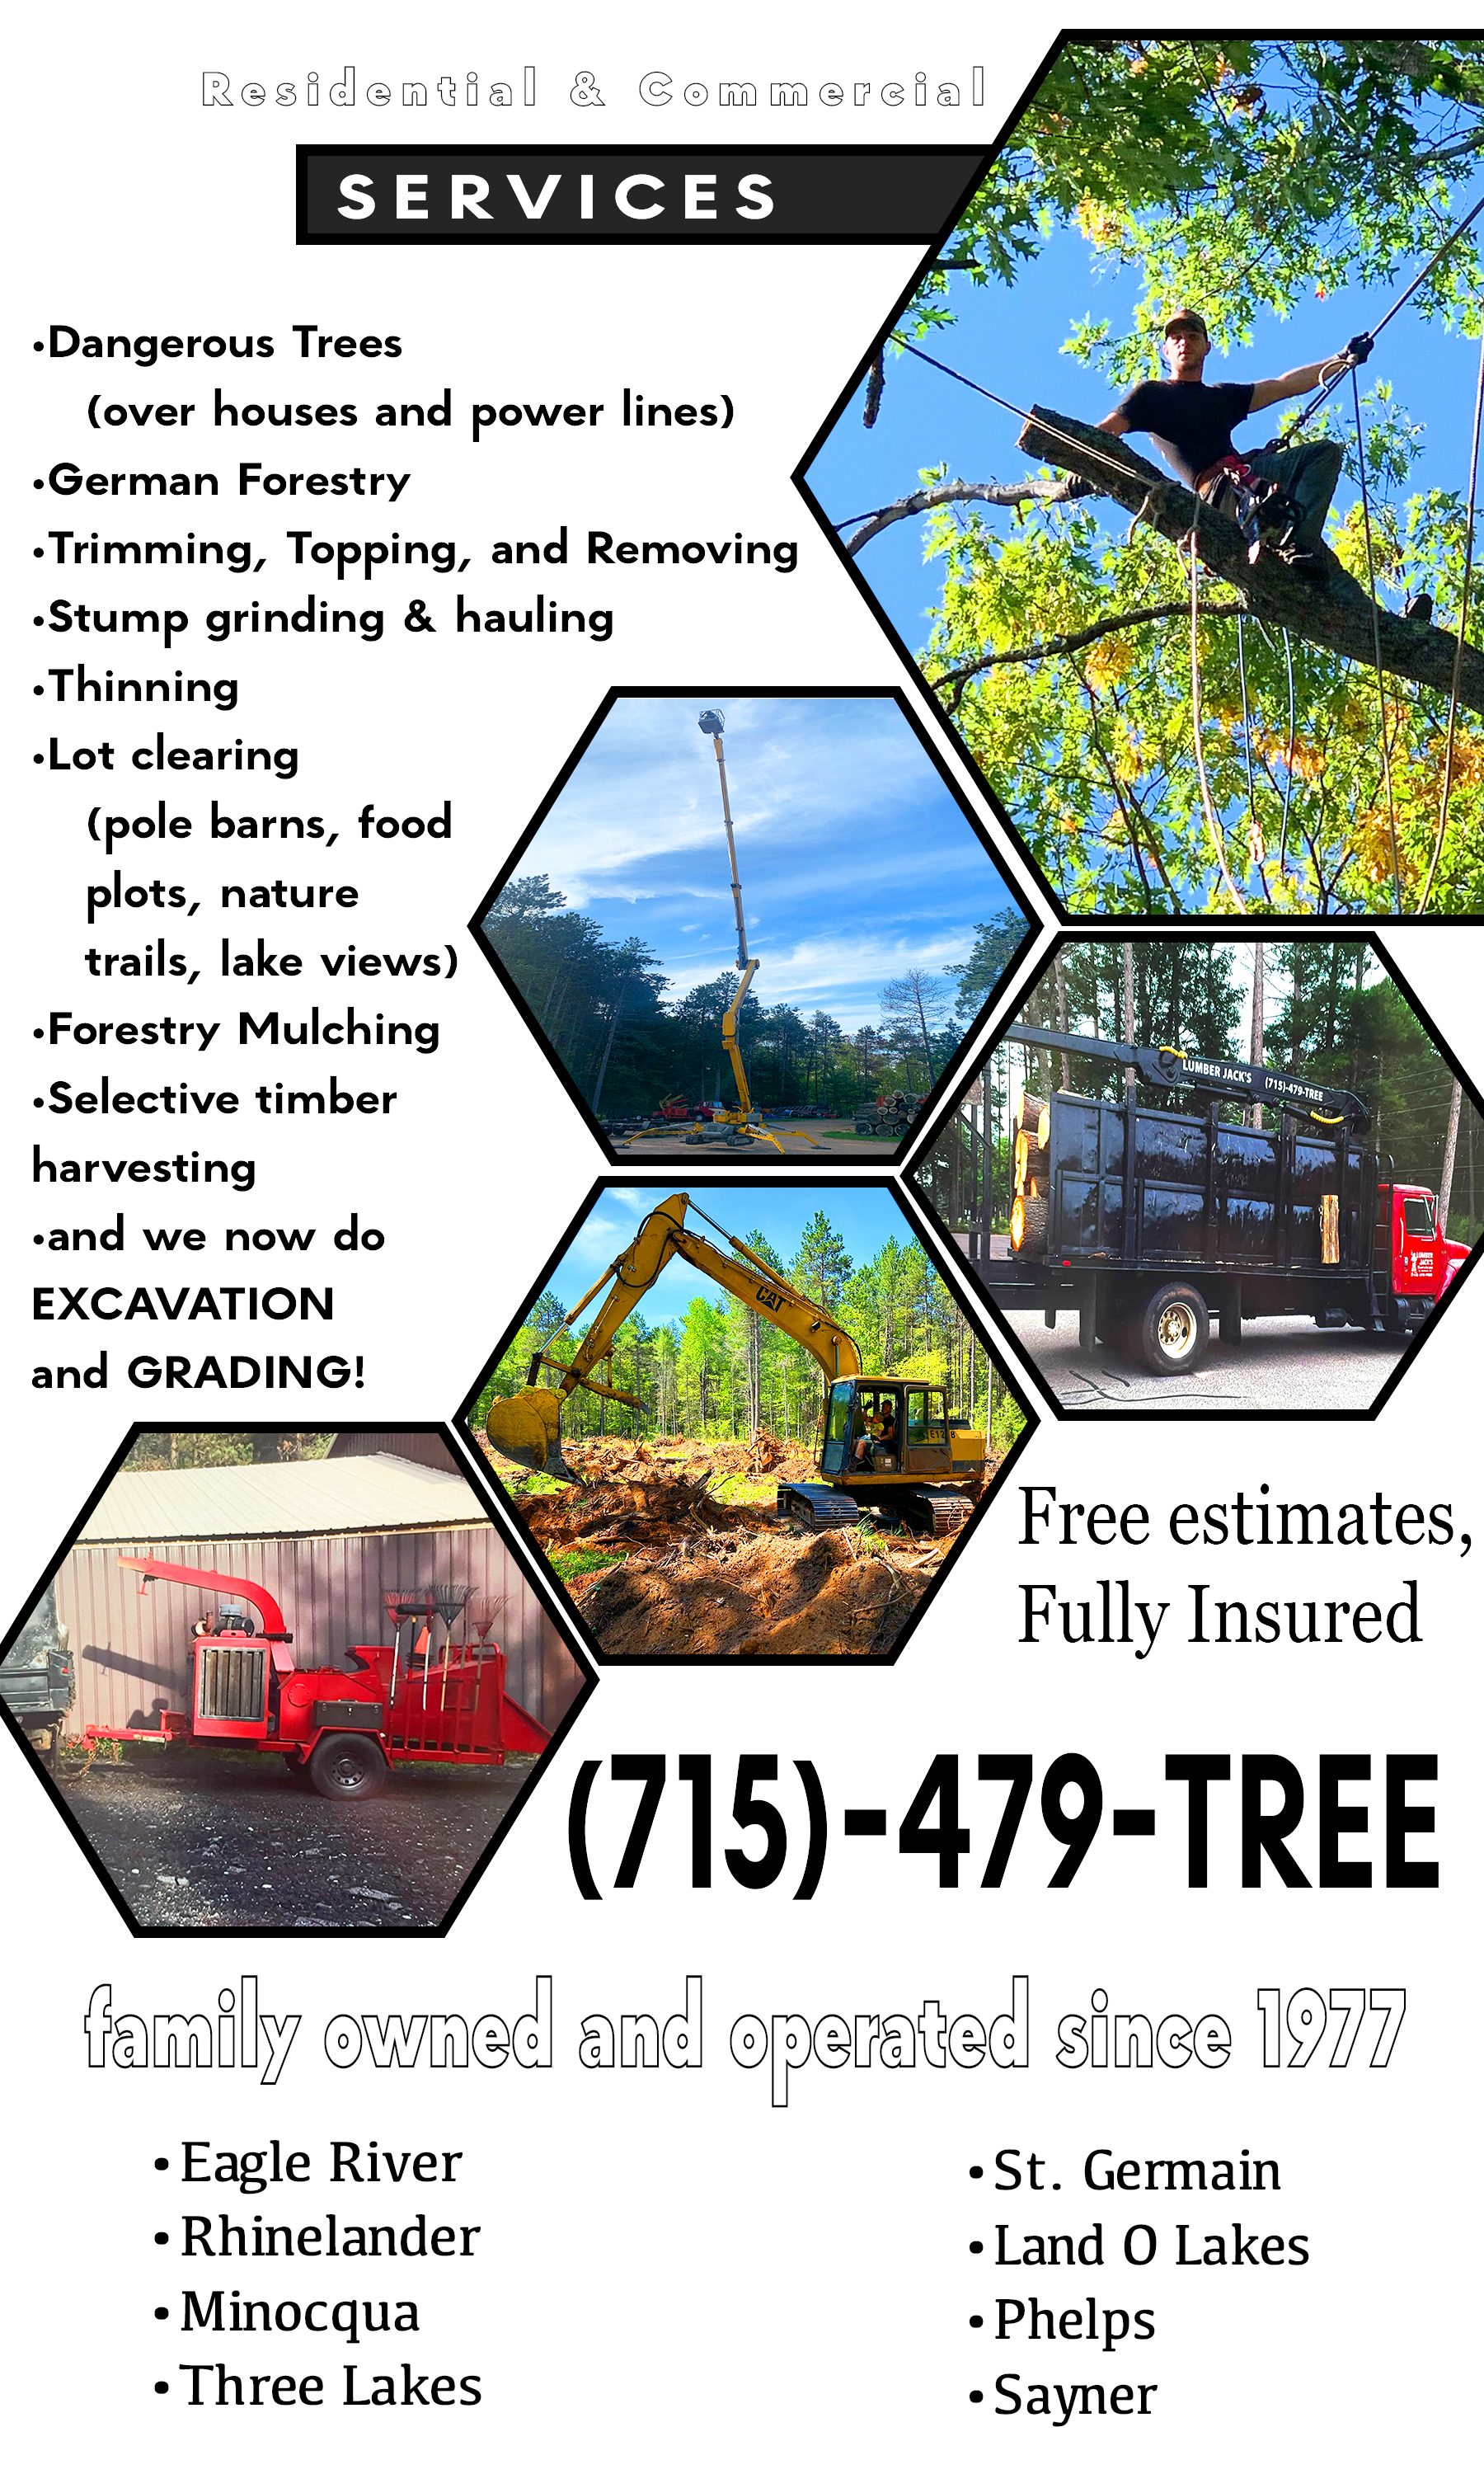 Residential & Commercial
SERVICES
•Dangerous Trees
(over houses and power lines)
•German Forestry
•Trimming, Topping, and Removing
•Stump grinding & hauling
•Thinning
•Lot clearing
(pole barns, food
plots, nature
trails, lake views)
•Forestry Mulching
•Selective timber
harvesting
•and we now do
EXCAVATION
and GRADING!
LUMBER JACK'S (715)-479-TREE
LUMBER
JACK'S
CAT
Free estimates,
Fully Insured
(715)-479-TREE
family owned and operated since 1977
• Eagle River
• Rhinelander
• Minocqua
• Three Lakes
• St. Germain
• Land O Lakes
• Phelps
• Sayner